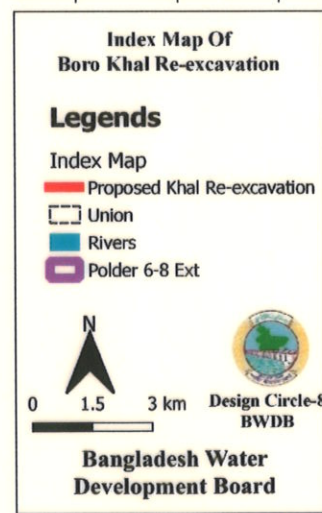 Index Map Of
Boro Khal Re-excavation
Legends
Index Map
Proposed Khal Re-excavation
Union
Rivers
Polder 6-8 Ext
N
0 1.5 3 km
Design Circle-8
BWDB
Bangladesh Water
Development Board